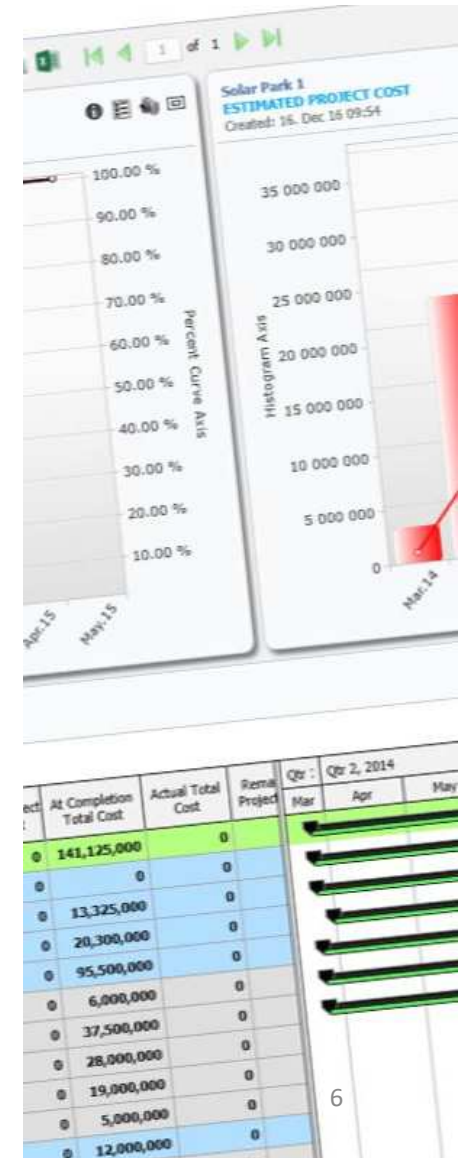 1 of 1
Solar Park 1
ESTIMATED PROJECT COST
Created: 16. Dec 16 09:54
100.00 %
90.00 %
80.00 %
70.00 %
60.00 %
50.00 %
40.00 %
30.00 %
20.00 %
10.00 %
Percent Curve Axis
Apr.15
May.15
35 000 000
30 000 000
25 000 000
20 000 000
15 000 000
10 000 000
5 000 000
0
Histogram Axis
Mar.14
At Completion Total Cost
Actual Total Cost
Qtr 2, 2014
Mar Apr May
0 141,125,000 0
0 0 0
0 13,325,000 0
0 20,300,000 0
0 95,500,000 0
0 6,000,000 0
0 37,500,000 0
0 28,000,000 0
0 19,000,000 0
0 5,000,000 0
0 12,000,000 0
6